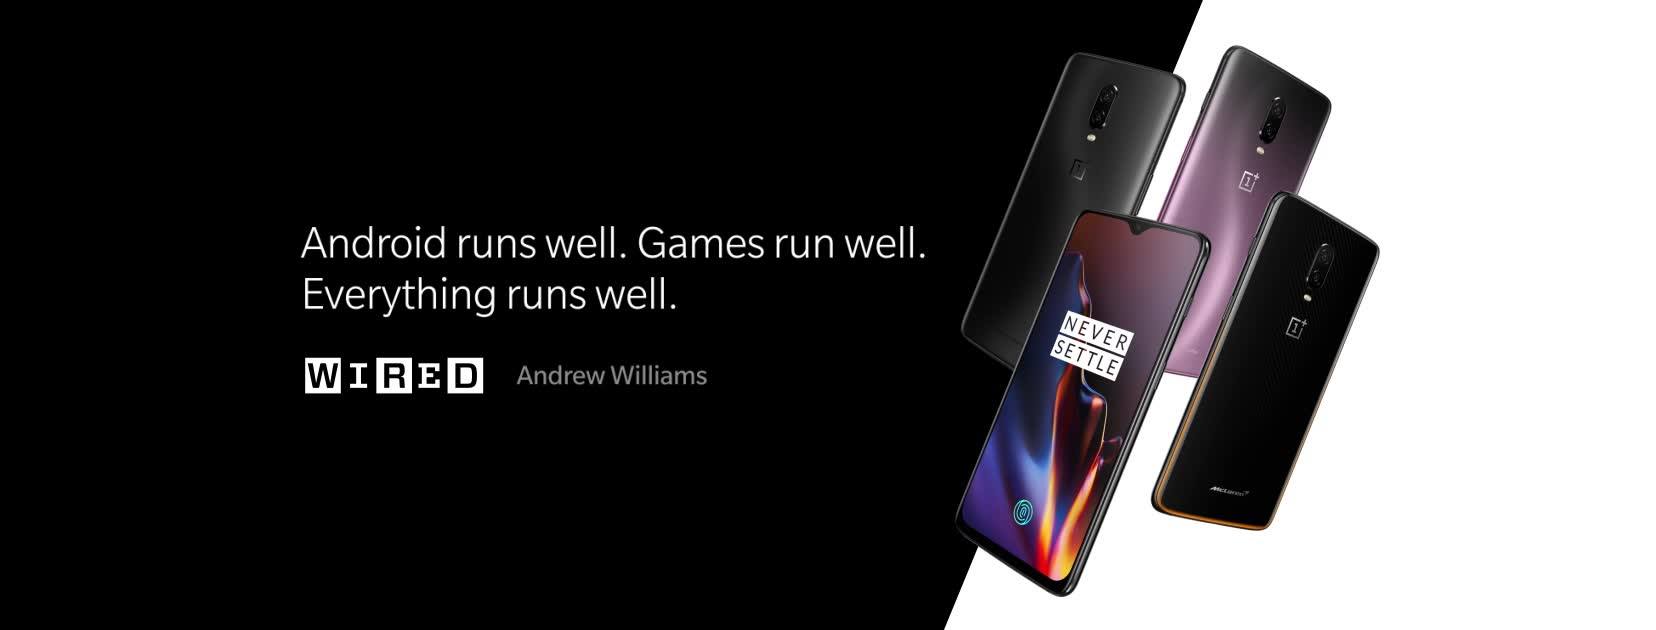 Android runs well. Games run well.
Everything runs well.
WIRED Andrew Williams
NEVER
SETTLE
McLaren